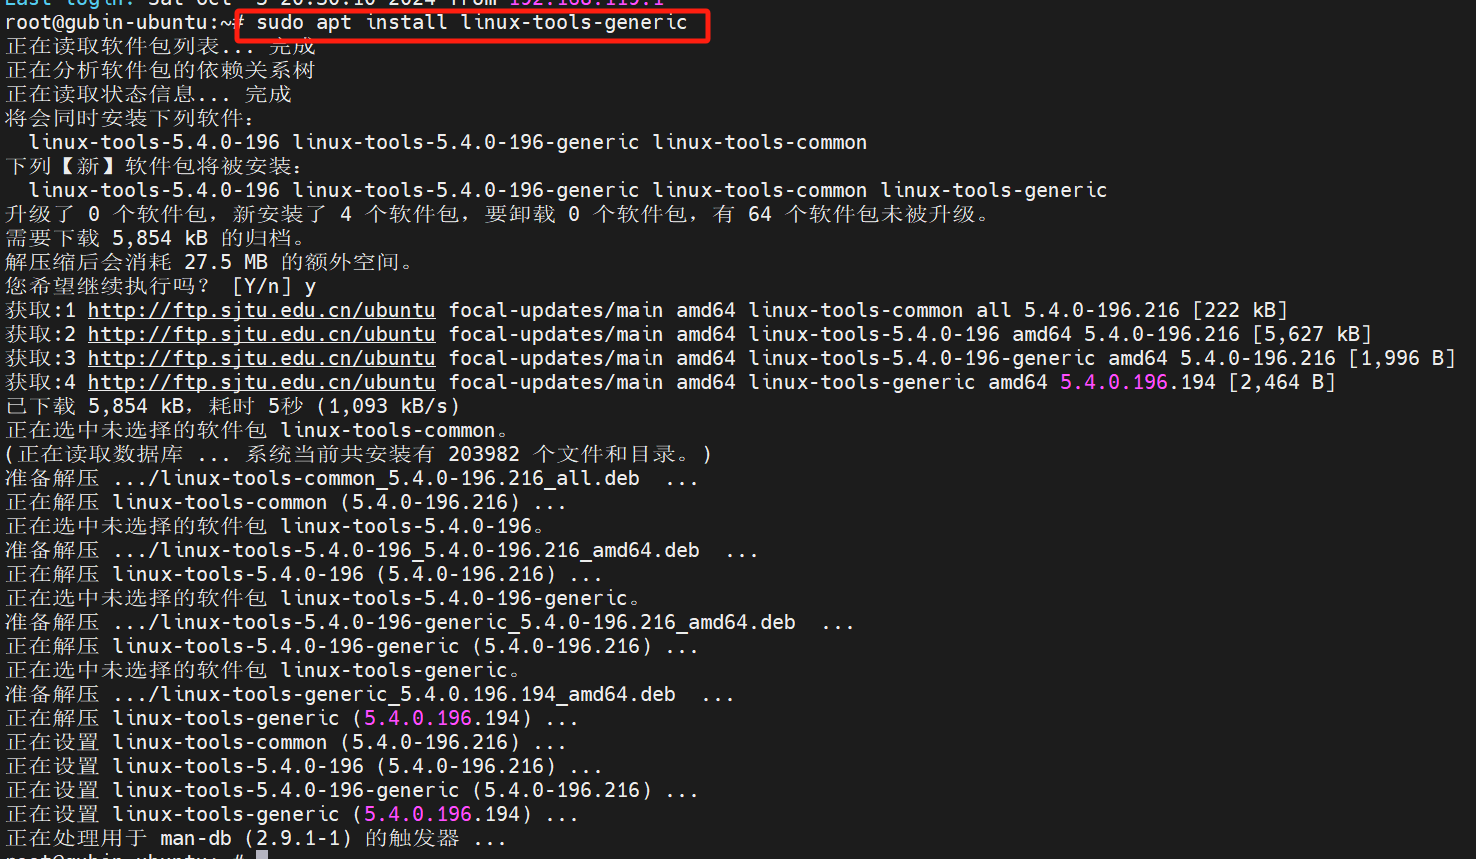 Last login: Sat Oct  5 20:30:10 2024 from 192.168.119.1
root@gubin-ubuntu:~# sudo apt install linux-tools-generic
正在读取软件包列表... 完成
正在分析软件包的依赖关系树
正在读取状态信息... 完成
将会同时安装下列软件：
  linux-tools-5.4.0-196 linux-tools-5.4.0-196-generic linux-tools-common
下列【新】软件包将被安装：
  linux-tools-5.4.0-196 linux-tools-5.4.0-196-generic linux-tools-common linux-tools-generic
升级了 0 个软件包，新安装了 4 个软件包，要卸载 0 个软件包，有 64 个软件包未被升级。
需要下载 5,854 kB 的归档。
解压缩后会消耗 27.5 MB 的额外空间。
您希望继续执行吗？ [Y/n] y
获取:1 http://ftp.sjtu.edu.cn/ubuntu focal-updates/main amd64 linux-tools-common all 5.4.0-196.216 [222 kB]
获取:2 http://ftp.sjtu.edu.cn/ubuntu focal-updates/main amd64 linux-tools-5.4.0-196 amd64 5.4.0-196.216 [5,627 kB]
获取:3 http://ftp.sjtu.edu.cn/ubuntu focal-updates/main amd64 linux-tools-5.4.0-196-generic amd64 5.4.0-196.216 [1,996 B]
获取:4 http://ftp.sjtu.edu.cn/ubuntu focal-updates/main amd64 linux-tools-generic amd64 5.4.0.196.194 [2,464 B]
已下载 5,854 kB，耗时 5秒 (1,093 kB/s)
正在选中未选择的软件包 linux-tools-common。
(正在读取数据库 ... 系统当前共安装有 203982 个文件和目录。)
准备解压 .../linux-tools-common_5.4.0-196.216_all.deb  ...
正在解压 linux-tools-common (5.4.0-196.216) ...
正在选中未选择的软件包 linux-tools-5.4.0-196。
准备解压 .../linux-tools-5.4.0-196_5.4.0-196.216_amd64.deb  ...
正在解压 linux-tools-5.4.0-196 (5.4.0-196.216) ...
正在选中未选择的软件包 linux-tools-5.4.0-196-generic。
准备解压 .../linux-tools-5.4.0-196-generic_5.4.0-196.216_amd64.deb  ...
正在解压 linux-tools-5.4.0-196-generic (5.4.0-196.216) ...
正在选中未选择的软件包 linux-tools-generic。
准备解压 .../linux-tools-generic_5.4.0.196.194_amd64.deb  ...
正在解压 linux-tools-generic (5.4.0.196.194) ...
正在设置 linux-tools-common (5.4.0-196.216) ...
正在设置 linux-tools-5.4.0-196 (5.4.0-196.216) ...
正在设置 linux-tools-5.4.0-196-generic (5.4.0-196.216) ...
正在设置 linux-tools-generic (5.4.0.196.194) ...
正在处理用于 man-db (2.9.1-1) 的触发器 ...
root@gubin-ubuntu:~#